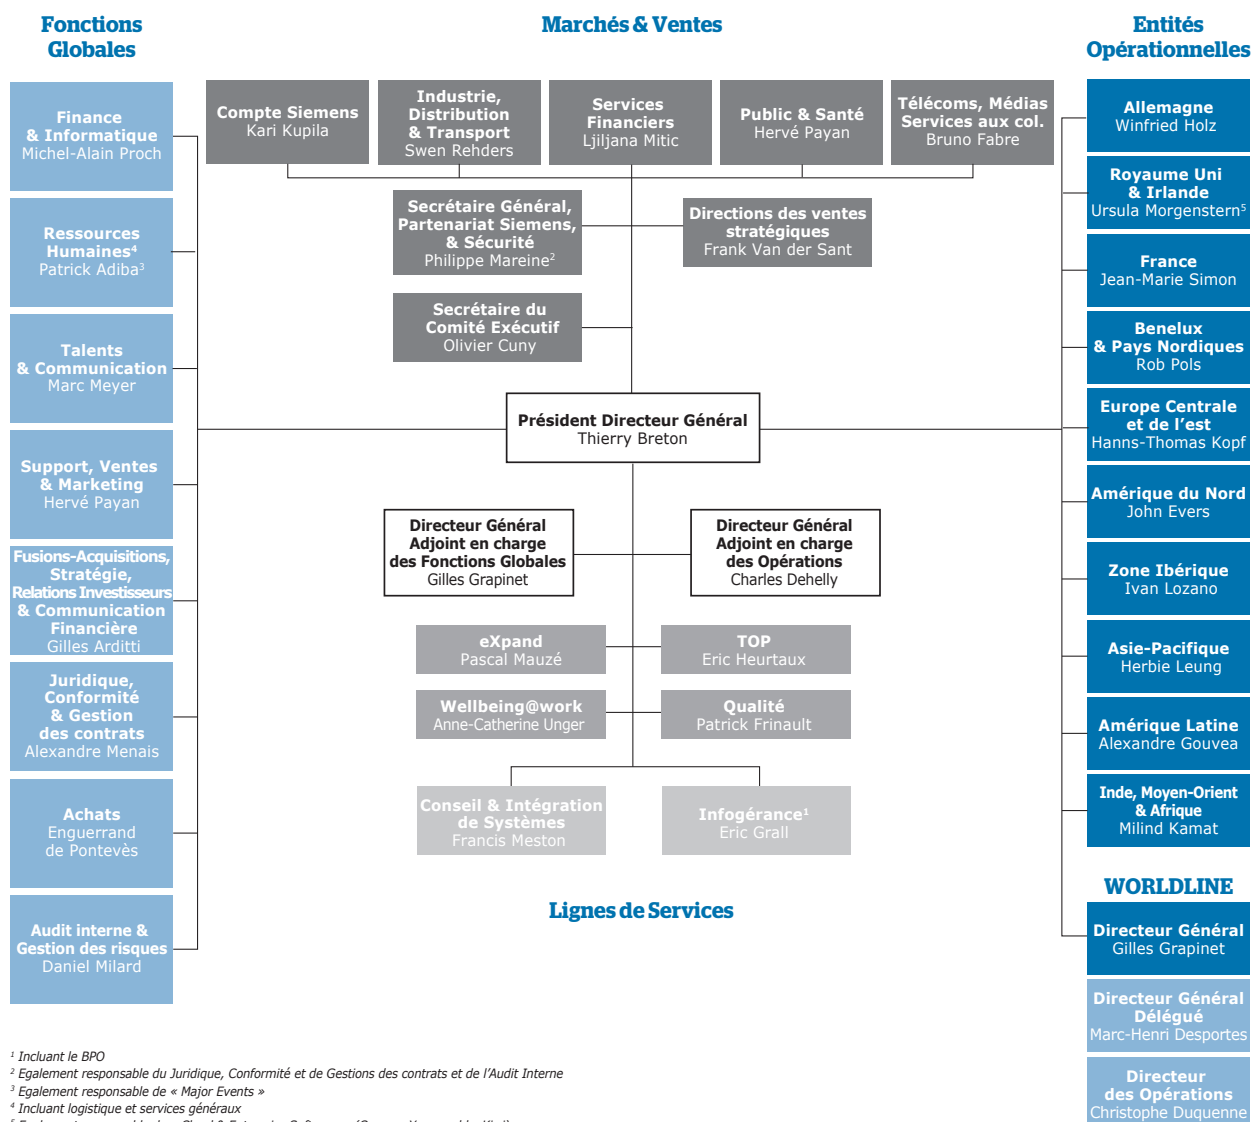 Fonctions
Globales
Marchés & Ventes
Entités
Opérationnelles
Finance
& Informatique
Michel-Alain Proch
Ressources
Humaines⁴
Patrick Adiba³
Talents
& Communication
Marc Meyer
Support, Ventes
& Marketing
Hervé Payan
Fusions-Acquisitions,
Stratégie,
Relations Investisseurs
& Communication
Financière
Gilles Arditti
Juridique,
Conformité
& Gestion
des contrats
Alexandre Menais
Achats
Enguerrand
de Pontevès
Audit interne &
Gestion des risques
Daniel Milard
Compte Siemens
Kari Kupila
Industrie,
Distribution
& Transport
Swen Rehders
Services
Financiers
Ljiljana Mitic
Public & Santé
Hervé Payan
Télécoms, Médias
Services aux col.
Bruno Fabre
Secrétaire Général,
Partenariat Siemens,
& Sécurité
Philippe Mareine²
Directions des ventes
stratégiques
Frank Van der Sant
Secrétaire du
Comité Exécutif
Olivier Cuny
Président Directeur Général
Thierry Breton
Directeur Général
Adjoint en charge
des Fonctions Globales
Gilles Grapinet
Directeur Général
Adjoint en charge
des Opérations
Charles Dehelly
eXpand
Pascal Mauzé
TOP
Eric Heurtaux
Wellbeing@work
Anne-Catherine Unger
Qualité
Patrick Frinault
Conseil & Intégration
de Systèmes
Francis Meston
Infogérance¹
Eric Grall
Lignes de Services
Allemagne
Winfried Holz
Royaume Uni
& Irlande
Ursula Morgenstern⁵
France
Jean-Marie Simon
Benelux
& Pays Nordiques
Rob Pols
Europe Centrale
et de l'est
Hanns-Thomas Kopf
Amérique du Nord
John Evers
Zone Ibérique
Ivan Lozano
Asie-Pacifique
Herbie Leung
Amérique Latine
Alexandre Gouvea
Inde, Moyen-Orient
& Afrique
Milind Kamat
WORLDLINE
Directeur Général
Gilles Grapinet
Directeur Général
Délégué
Marc-Henri Desportes
Directeur
des Opérations
Christophe Duquenne
¹ Incluant le BPO
² Egalement responsable du Juridique, Conformité et de Gestions des contrats et de l'Audit Interne
³ Egalement responsable de « Major Events »
⁴ Incluant logistique et services généraux